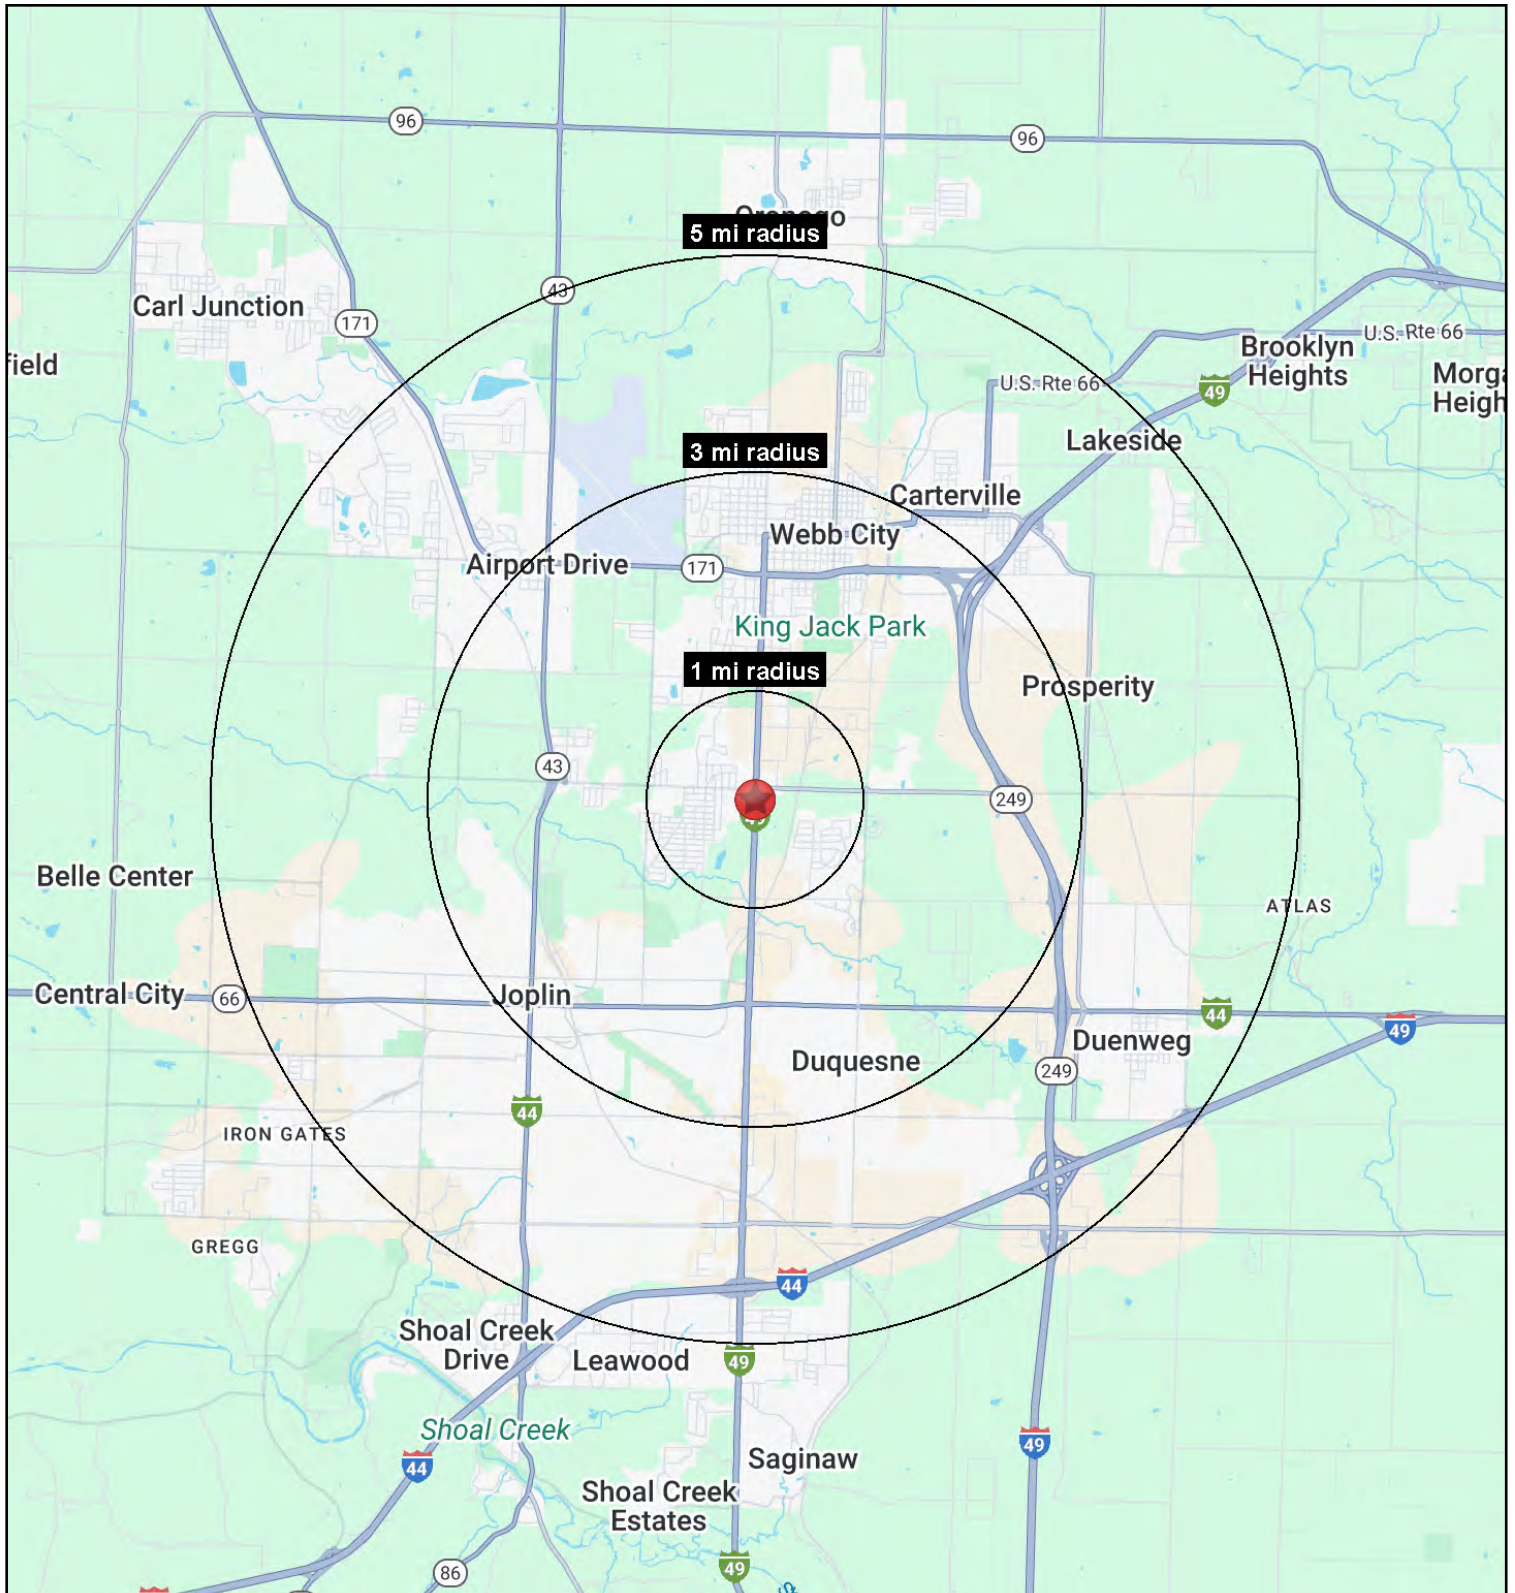 96
96
Oronogo
5 mi radius
43
Carl Junction
171
U.S. Rte 66
Brooklyn
Heights
field
U.S. Rte 66
49
Morga
Heigh
Lakeside
3 mi radius
Carterville
Webb City
Airport Drive
171
King Jack Park
1 mi radius
Prosperity
43
249
Belle Center
ATLAS
Central City
66
Joplin
44
49
Duenweg
Duquesne
249
44
IRON GATES
GREGG
44
Shoal Creek
Drive
Leawood
49
Shoal Creek
49
44
Saginaw
Shoal Creek
Estates
49
86